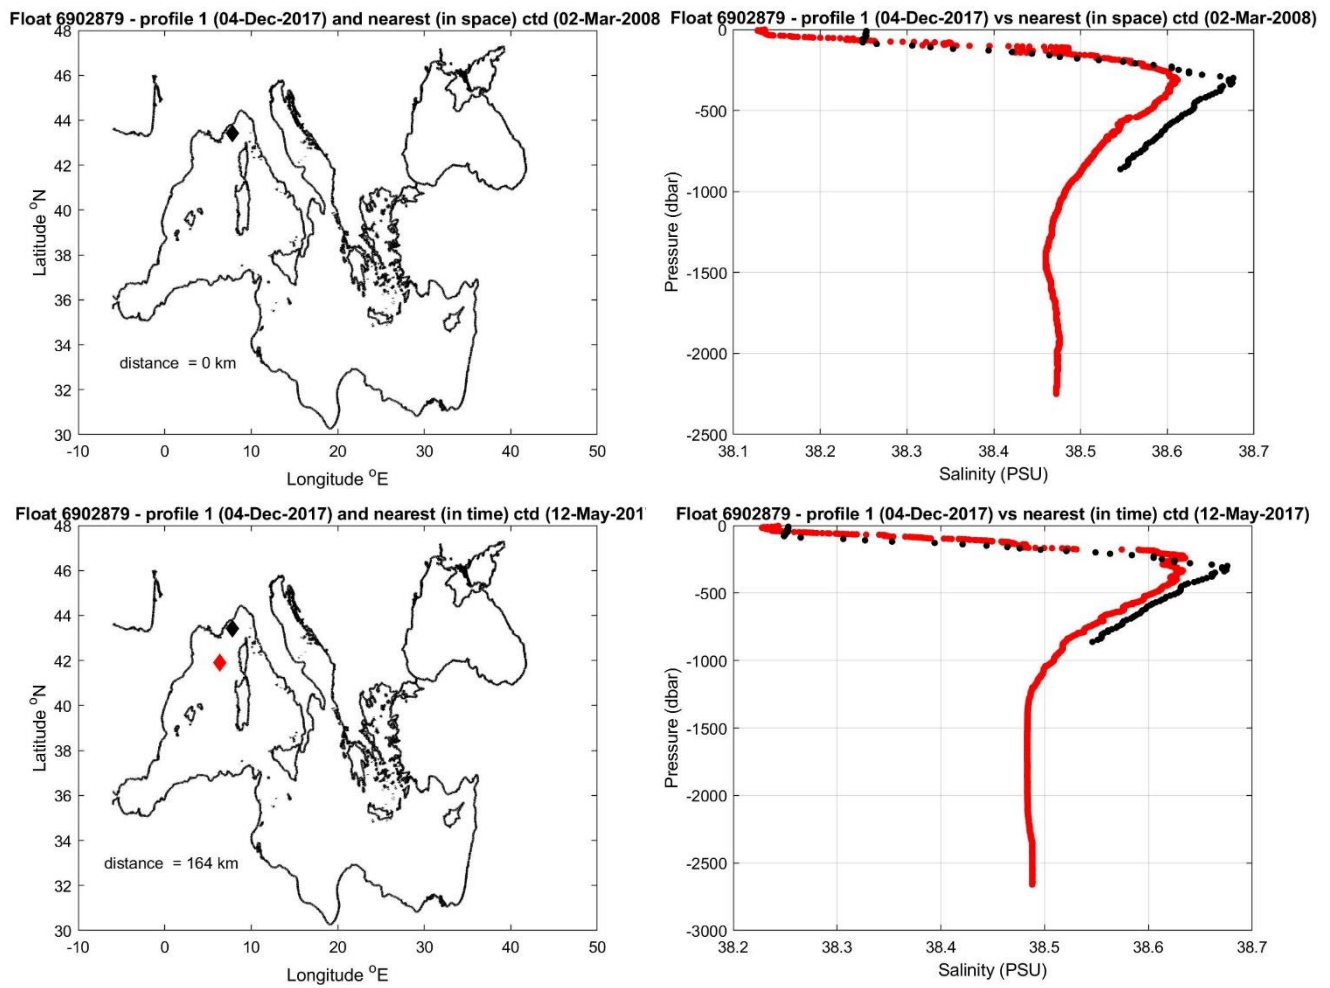 Float 6902879 - profile 1 (04-Dec-2017) and nearest (in space) ctd (02-Mar-2008
48
46
44
42
40
38
36
34
32
30
Latitude °N
distance = 0 km
-10 0 10 20 30 40 50
Longitude °E
Float 6902879 - profile 1 (04-Dec-2017) vs nearest (in space) ctd (02-Mar-2008)
0
-500
-1000
-1500
-2000
-2500
Pressure (dbar)
38.1 38.2 38.3 38.4 38.5 38.6 38.7
Salinity (PSU)
Float 6902879 - profile 1 (04-Dec-2017) and nearest (in time) ctd (12-May-201
48
46
44
42
40
38
36
34
32
30
Latitude °N
distance = 164 km
-10 0 10 20 30 40 50
Longitude °E
Float 6902879 - profile 1 (04-Dec-2017) vs nearest (in time) ctd (12-May-2017)
0
-500
-1000
-1500
-2000
-2500
-3000
Pressure (dbar)
38.2 38.3 38.4 38.5 38.6 38.7
Salinity (PSU)